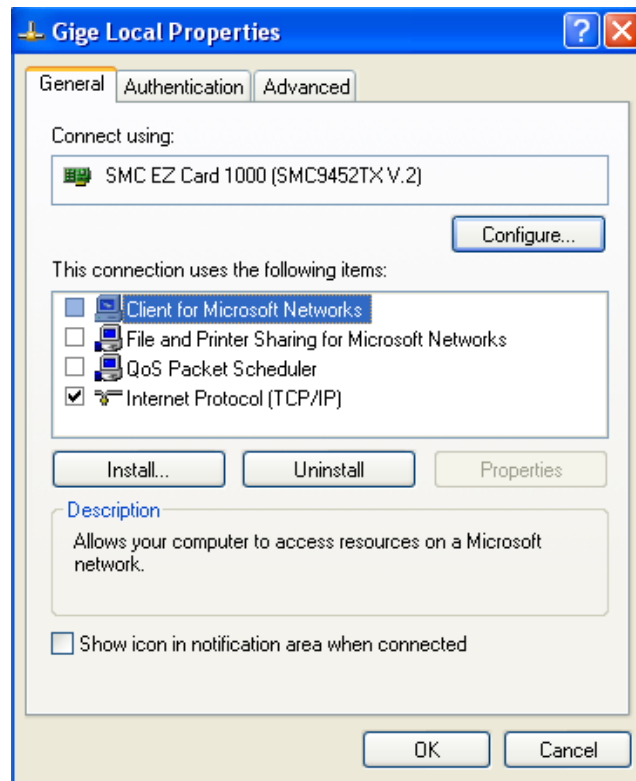 Gige Local Properties
General Authentication Advanced
Connect using:
SMC EZ Card 1000 (SMC9452TX V.2)
Configure...
This connection uses the following items:
Client for Microsoft Networks
File and Printer Sharing for Microsoft Networks
QoS Packet Scheduler
Internet Protocol (TCP/IP)
Install... Uninstall Properties
Description
Allows your computer to access resources on a Microsoft
network.
Show icon in notification area when connected
OK Cancel